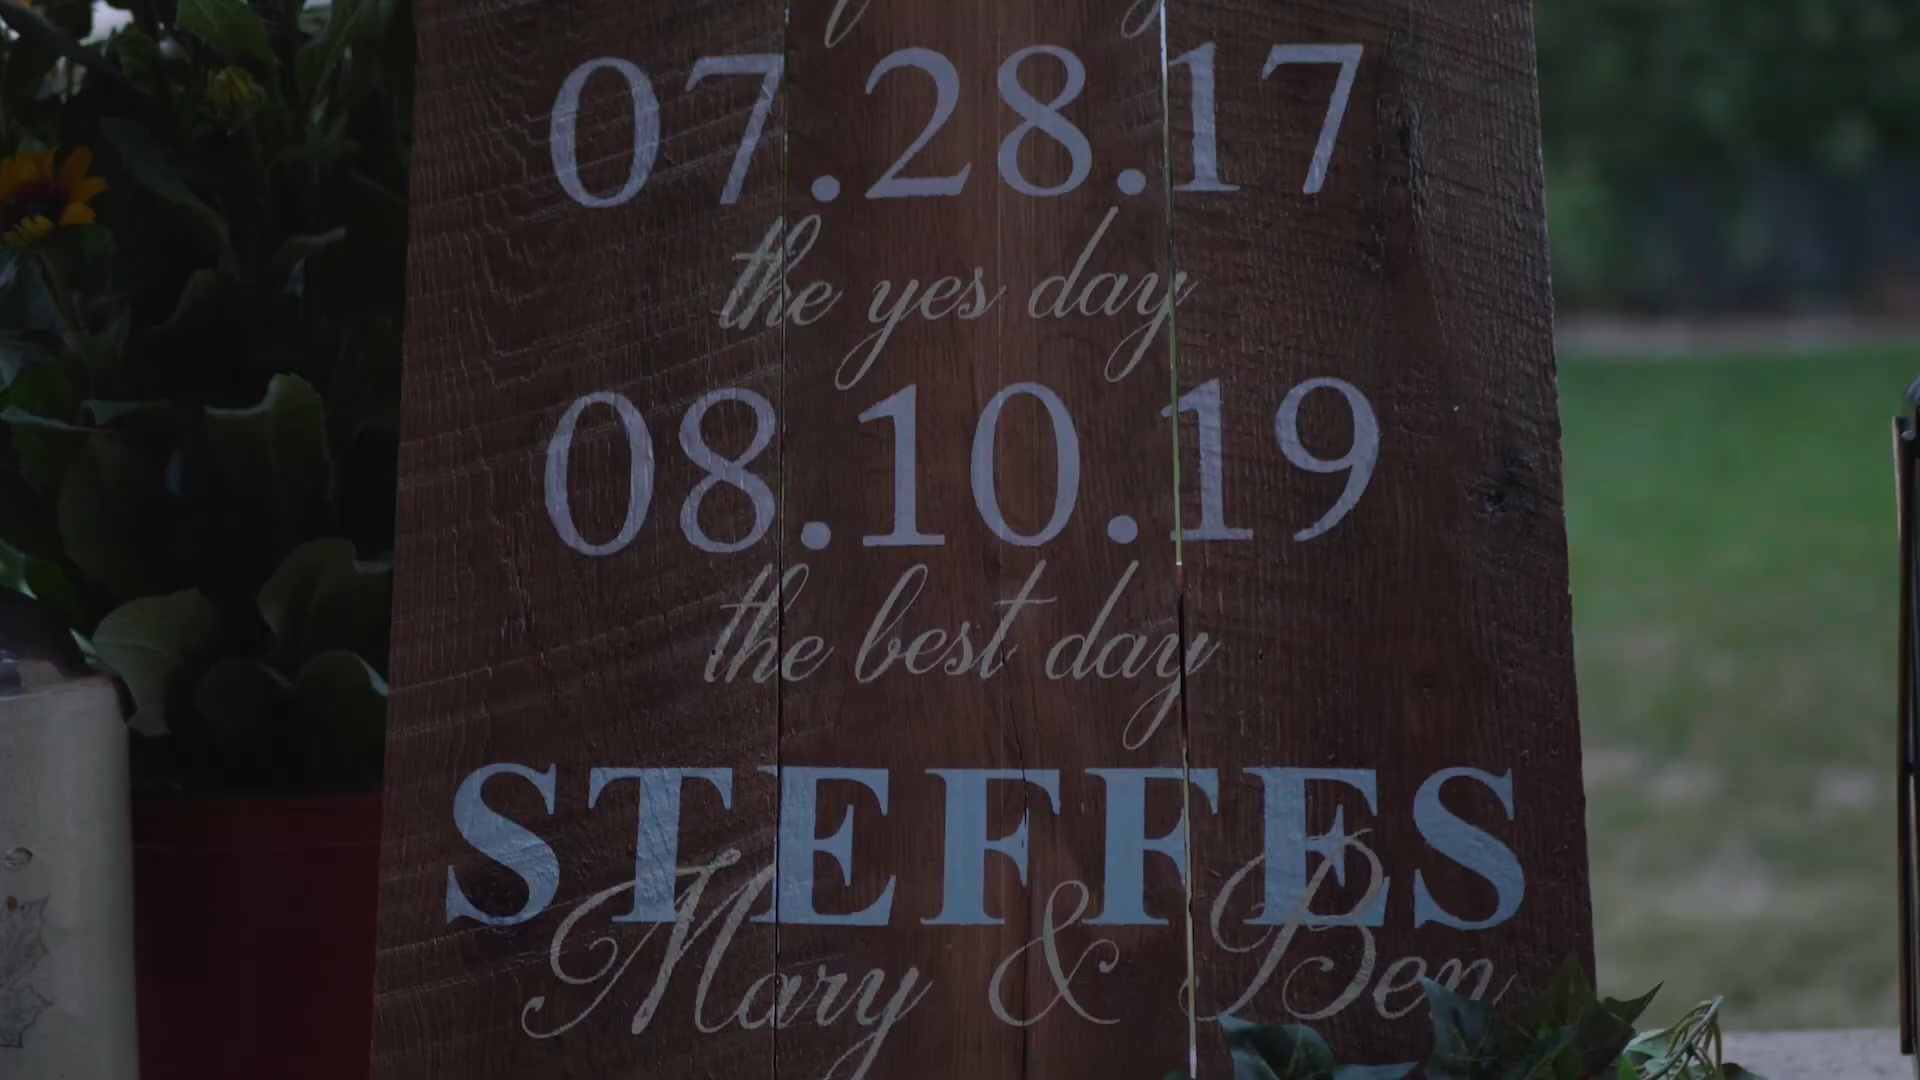 07.28.17
the yes day
08.10.19
the best day
STEFFES
Mary & Ben